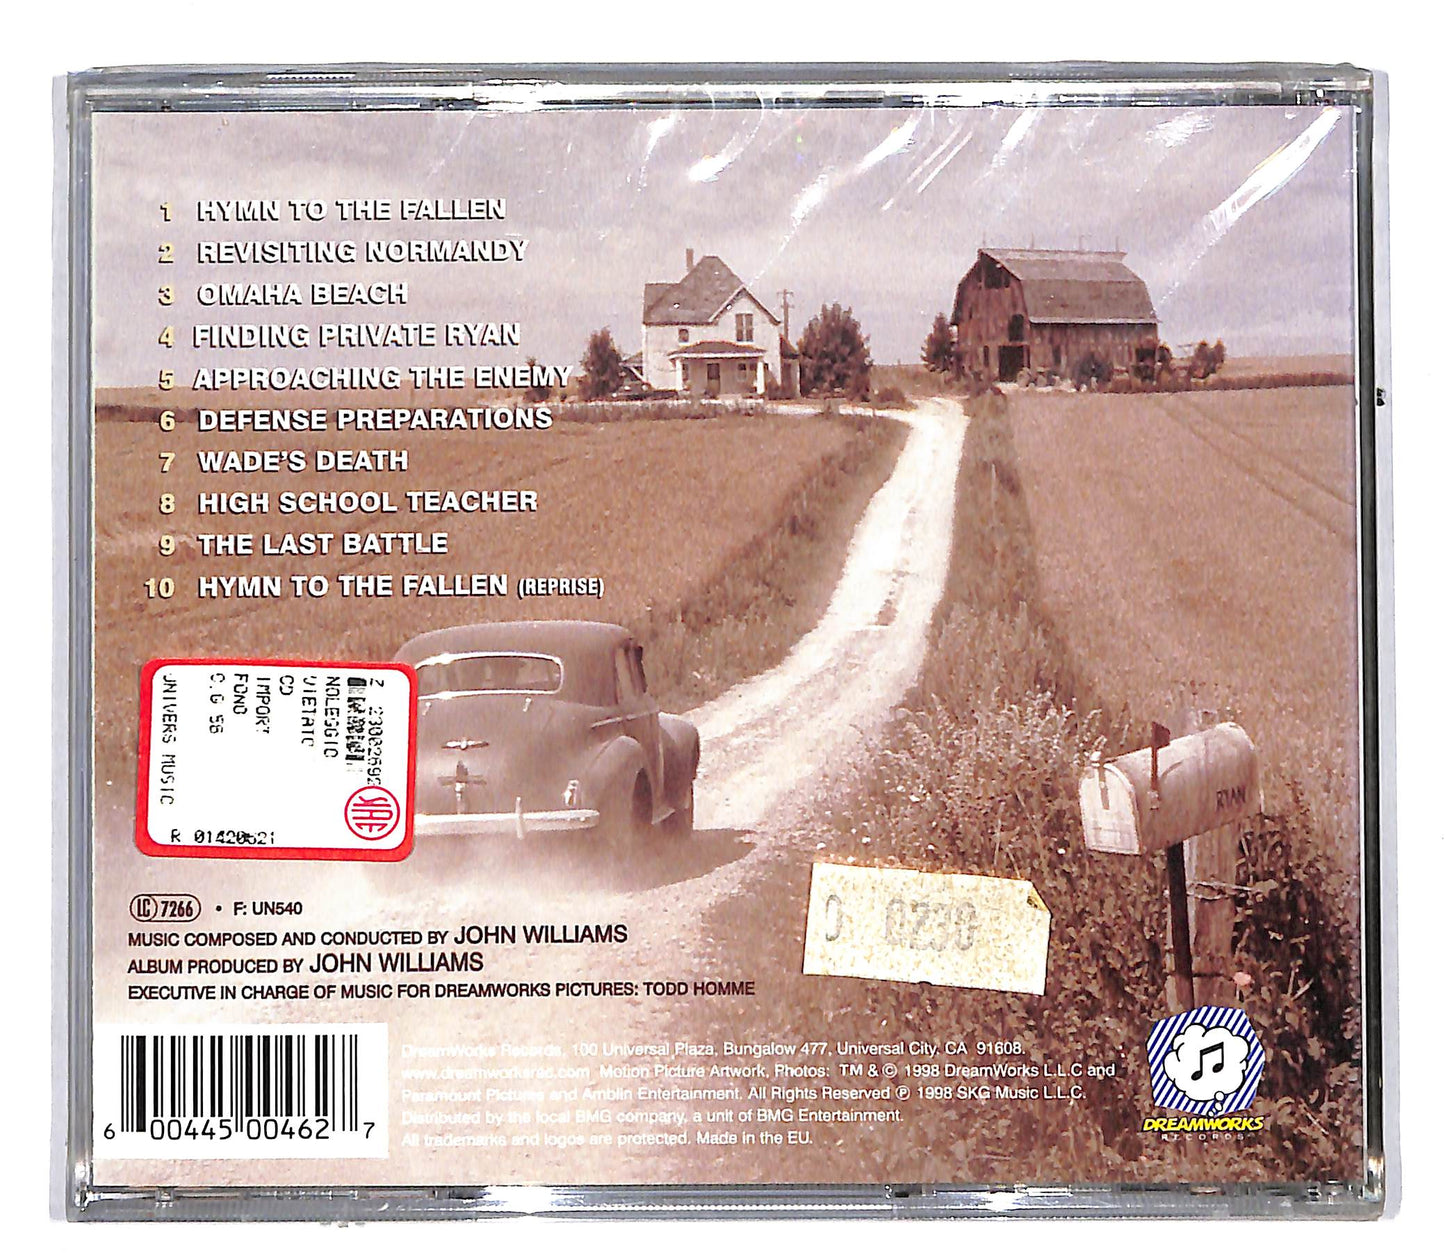 1 HYMN TO THE FALLEN
2 REVISITING NORMANDY
3 OMAHA BEACH
4 FINDING PRIVATE RYAN
5 APPROACHING THE ENEMY
6 DEFENSE PREPARATIONS
7 WADE'S DEATH
8 HIGH SCHOOL TEACHER
9 THE LAST BATTLE
10 HYMN TO THE FALLEN (REPRISE)
NOLEGGIO
VIETATO
CD
IMPORT
FONO
UNIVERS MUSIC
SIAE
RYAN
LC 7266 • F: UN540
MUSIC COMPOSED AND CONDUCTED BY JOHN WILLIAMS
ALBUM PRODUCED BY JOHN WILLIAMS
EXECUTIVE IN CHARGE OF MUSIC FOR DREAMWORKS PICTURES: TODD HOMME
6 00445 00462 7
DreamWorks Records, 100 Universal Plaza, Bungalow 477, Universal City, CA 91608.
www.dreamworksrec.com Motion Picture Artwork, Photos: TM & © 1998 DreamWorks L.L.C and
Paramount Pictures and Amblin Entertainment. All Rights Reserved ℗ 1998 SKG Music L.L.C.
Distributed by the local BMG company, a unit of BMG Entertainment.
All trademarks and logos are protected. Made in the EU.
DREAMWORKS
RECORDS